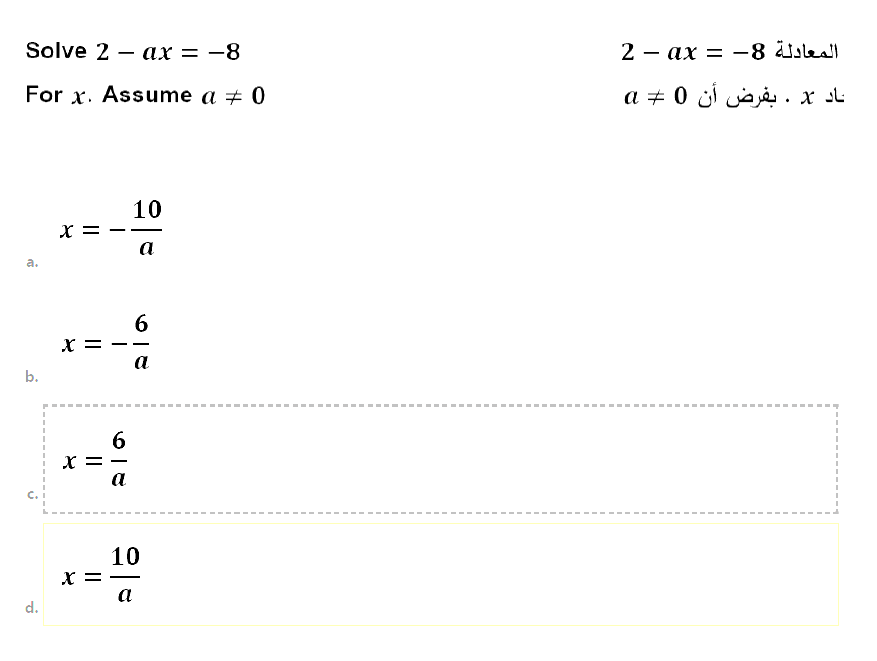 Solve 2 − ax = −8
المعادلة 2 − ax = −8
For x. Assume a ≠ 0
x . بفرض أن a ≠ 0
a. x = −10/a
b. x = −6/a
c. x = 6/a
d. x = 10/a